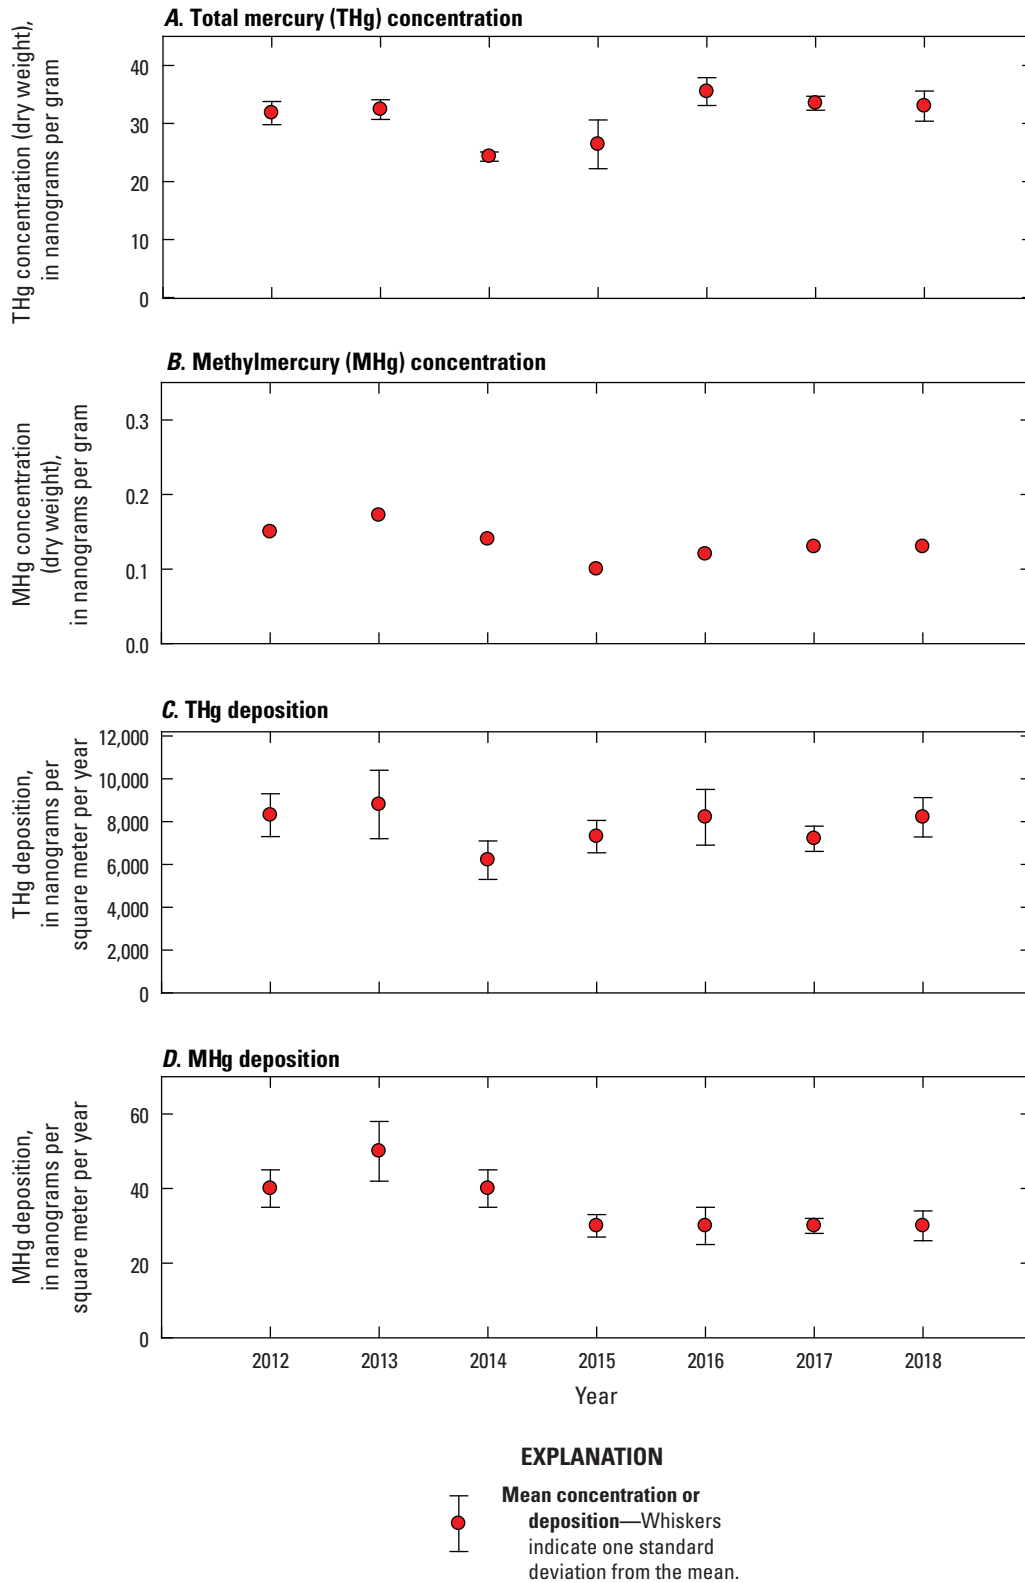 A. Total mercury (THg) concentration
THg concentration (dry weight),
in nanograms per gram
40
30
20
10
0
B. Methylmercury (MHg) concentration
MHg concentration
(dry weight),
in nanograms per gram
0.3
0.2
0.1
0.0
C. THg deposition
THg deposition,
in nanograms per
square meter per year
12,000
10,000
8,000
6,000
4,000
2,000
0
D. MHg deposition
MHg deposition,
in nanograms per
square meter per year
60
40
20
0
2012 2013 2014 2015 2016 2017 2018
Year
EXPLANATION
Mean concentration or
deposition—Whiskers
indicate one standard
deviation from the mean.